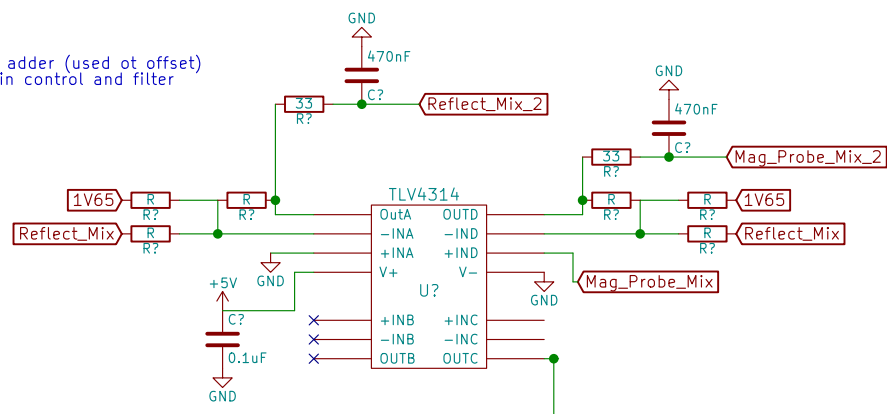 GND
adder (used ot offset)
in control and filter
470nF
C?
33
R?
Reflect_Mix_2
GND
470nF
C?
33
R?
Mag_Probe_Mix_2
1V65
R
R?
R
R?
Reflect_Mix
R
R?
TLV4314
OutA
-INA
+INA
V+
+INB
-INB
OUTB
OUTD
-IND
+IND
V-
+INC
-INC
OUTC
U?
R
R?
R
R?
1V65
R
R?
Reflect_Mix
GND
GND
Mag_Probe_Mix
+5V
C?
0.1uF
GND